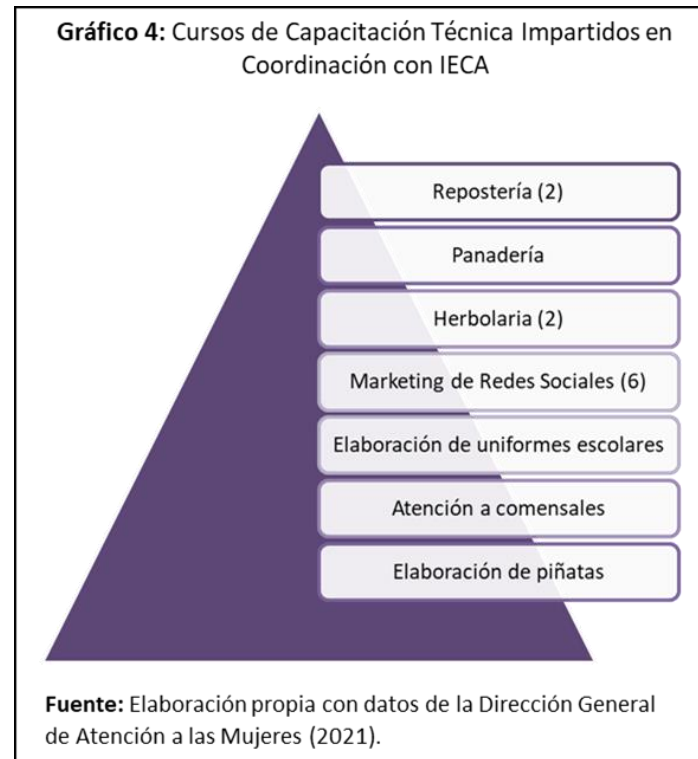 Gráfico 4: Cursos de Capacitación Técnica Impartidos en
Coordinación con IECA
Repostería (2)
Panadería
Herbolaria (2)
Marketing de Redes Sociales (6)
Elaboración de uniformes escolares
Atención a comensales
Elaboración de piñatas
Fuente: Elaboración propia con datos de la Dirección General
de Atención a las Mujeres (2021).